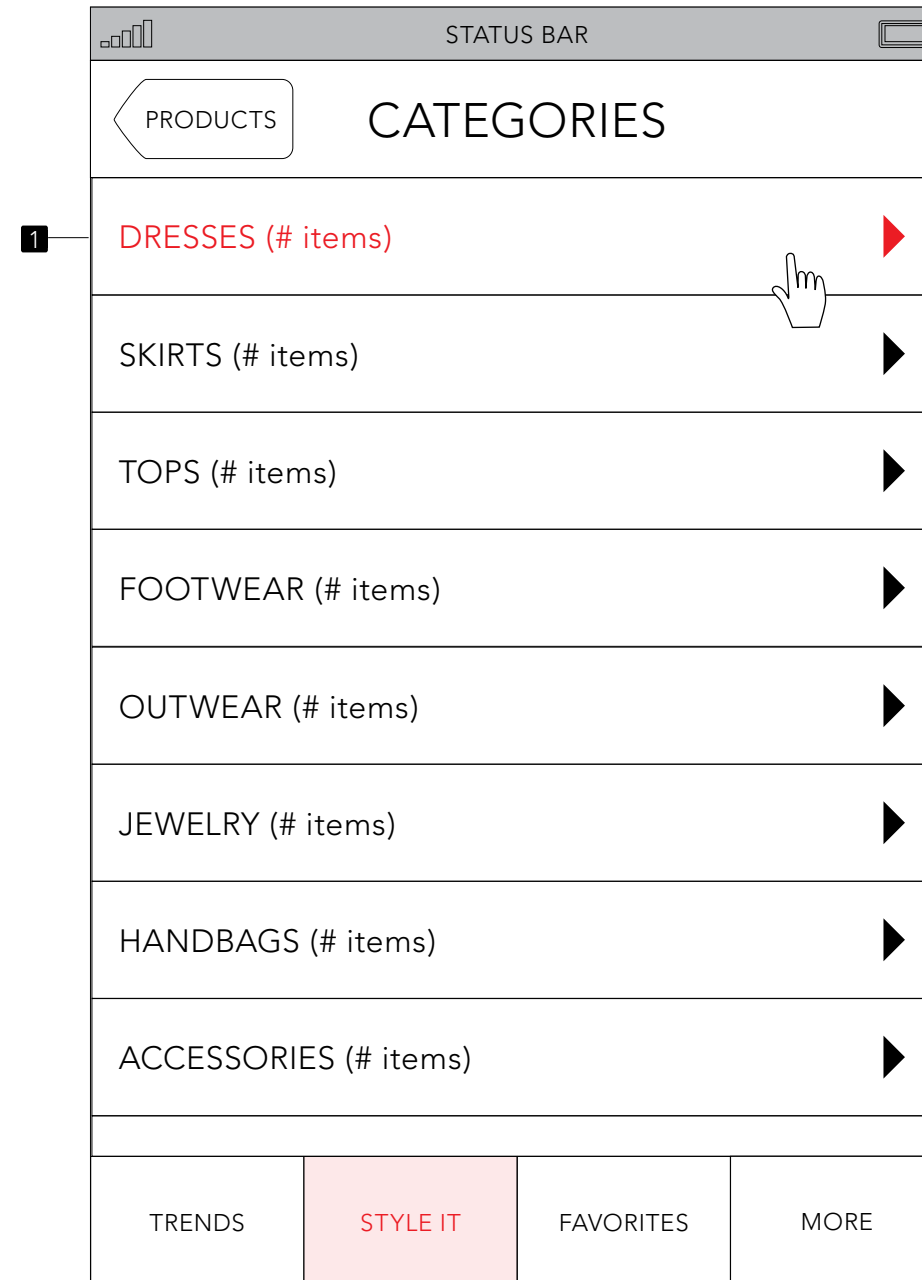 STATUS BAR
PRODUCTS
CATEGORIES
1
DRESSES (# items)
SKIRTS (# items)
TOPS (# items)
FOOTWEAR (# items)
OUTWEAR (# items)
JEWELRY (# items)
HANDBAGS (# items)
ACCESSORIES (# items)
TRENDS
STYLE IT
FAVORITES
MORE